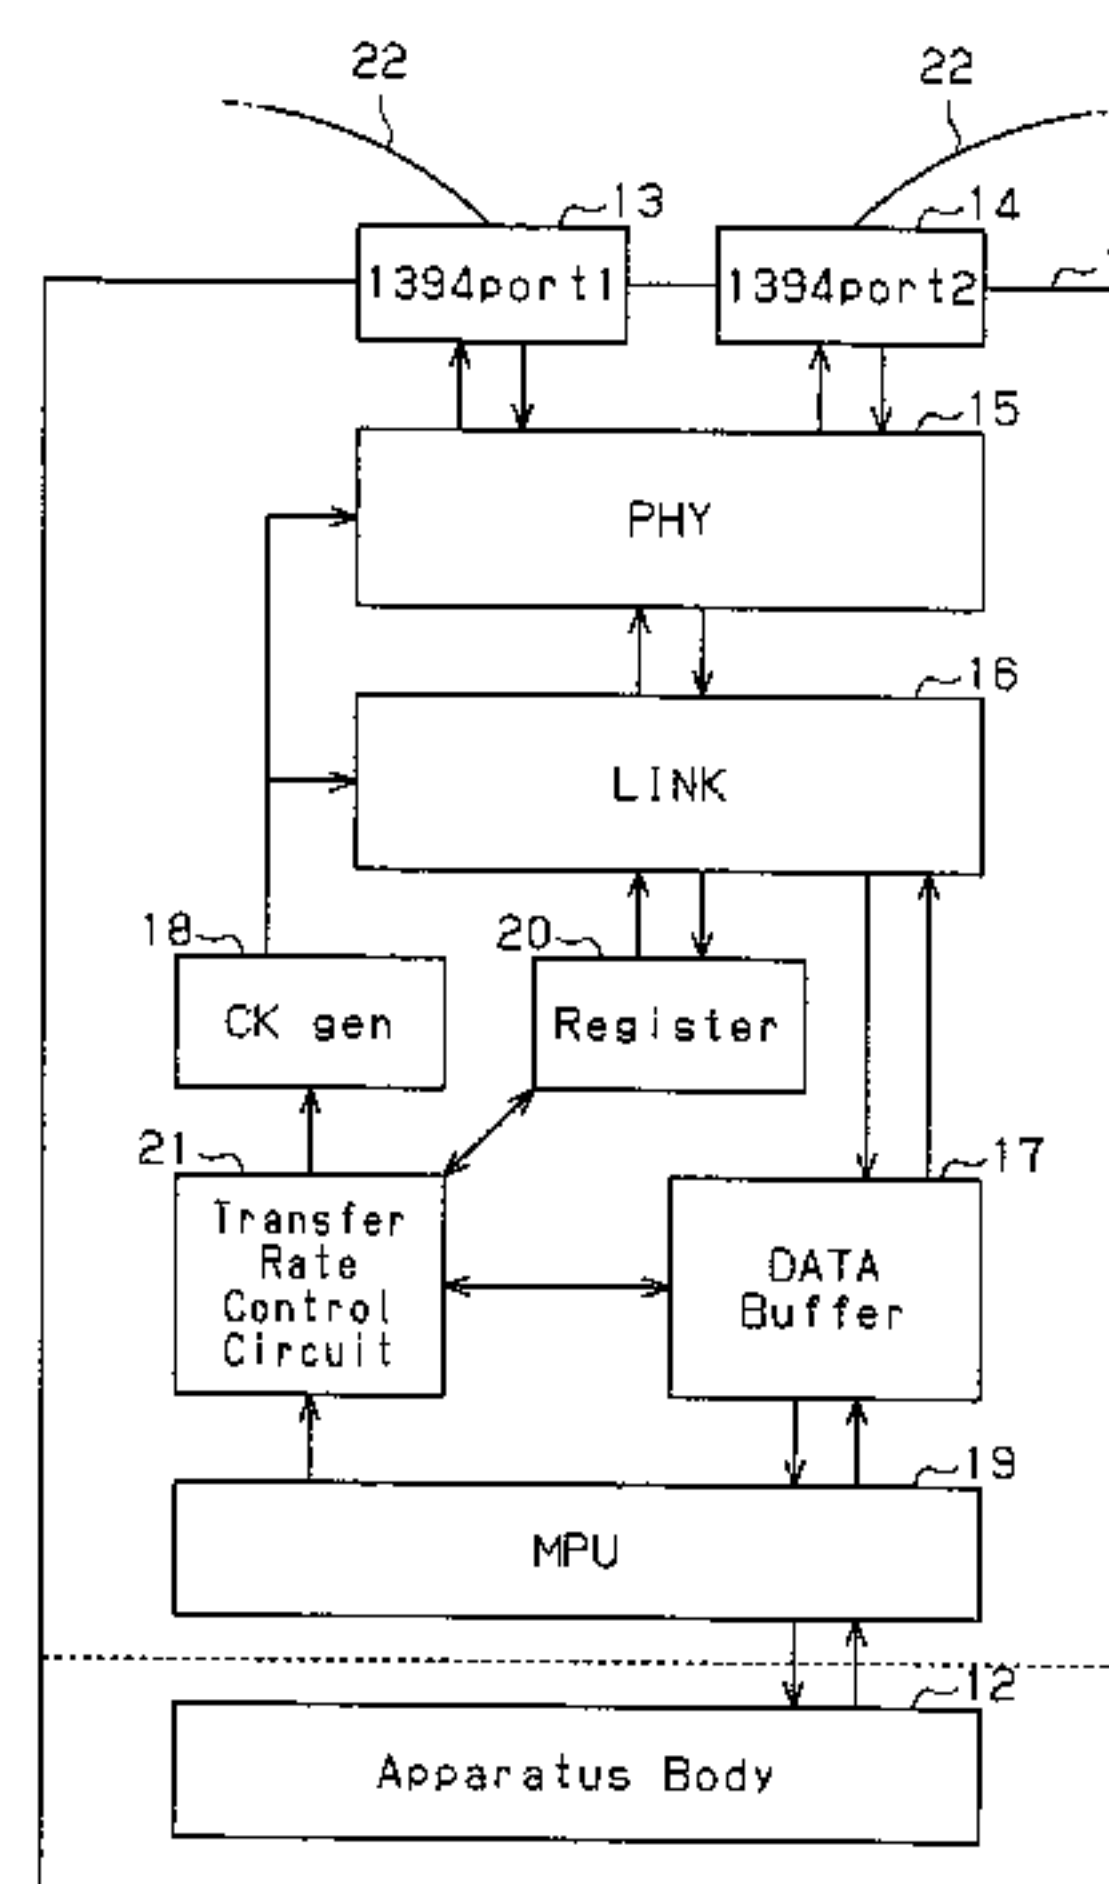 22
22
13
14
1394port1
1394port2
15
PHY
16
LINK
18
20
CK gen
Register
21
17
Transfer
Rate
Control
Circuit
DATA
Buffer
19
MPU
12
Apparatus Body